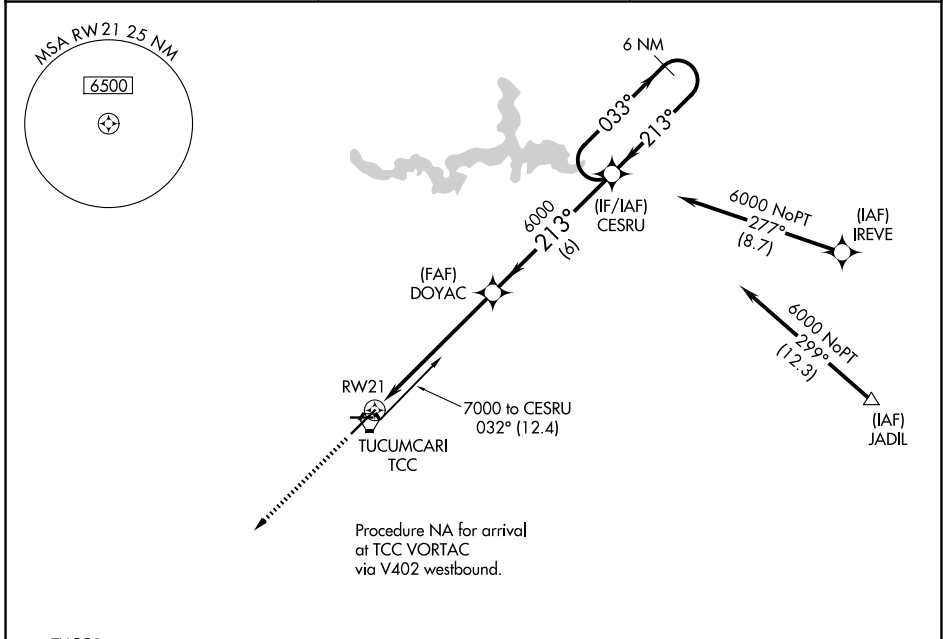 MSA RW21 25 NM
6500
6 NM
033°
213°
(IF/IAF)
CESRU
6000
213°
(6)
6000 NoPT
277°
(8.7)
(IAF)
IREVE
(FAF)
DOYAC
6000 NoPT
299°
(12.3)
(IAF)
JADIL
RW21
7000 to CESRU
032° (12.4)
TUCUMCARI
TCC
Procedure NA for arrival
at TCC VORTAC
via V402 westbound.